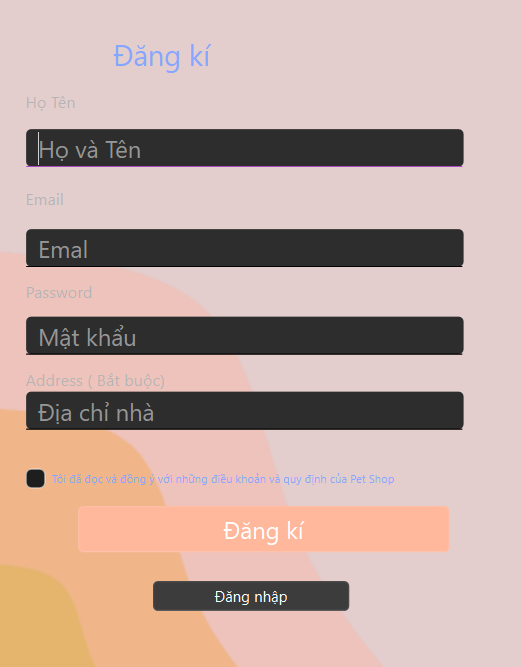 Đăng kí
Họ Tên
Họ và Tên
Email
Emal
Password
Mật khẩu
Address ( Bắt buộc)
Địa chỉ nhà
Tôi đã đọc và đồng ý với những điều khoản và quy định của Pet Shop
Đăng kí
Đăng nhập